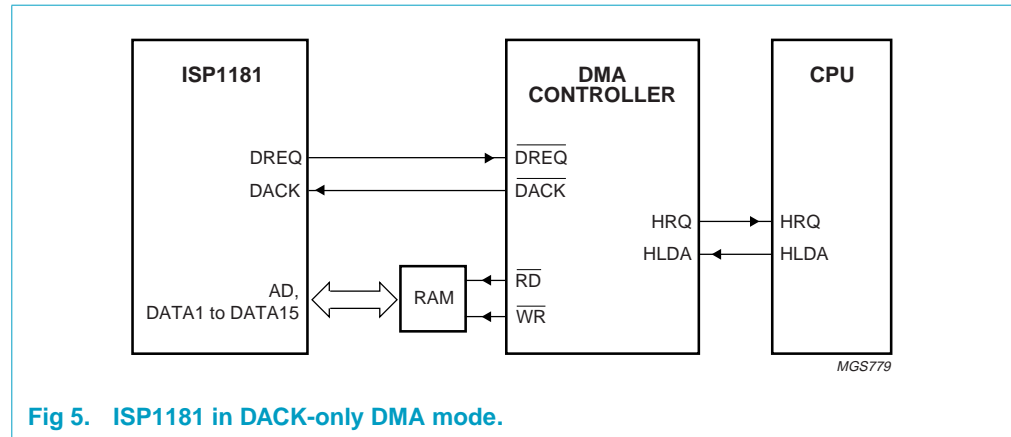 ISP1181
DMA
CONTROLLER
CPU
DREQ
DREQ
DACK
DACK
HRQ
HRQ
HLDA
HLDA
AD,
DATA1 to DATA15
RAM
RD
WR
MGS779
Fig 5. ISP1181 in DACK-only DMA mode.